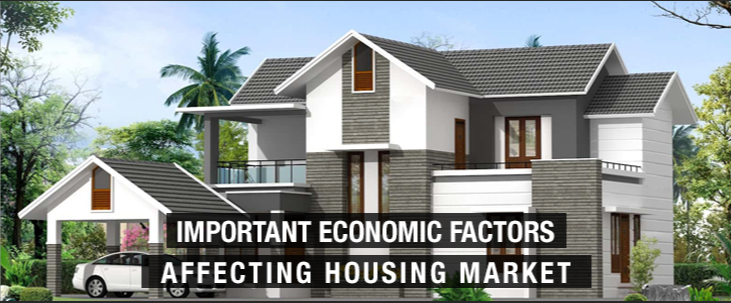 IMPORTANT ECONOMIC FACTORS
AFFECTING HOUSING MARKET